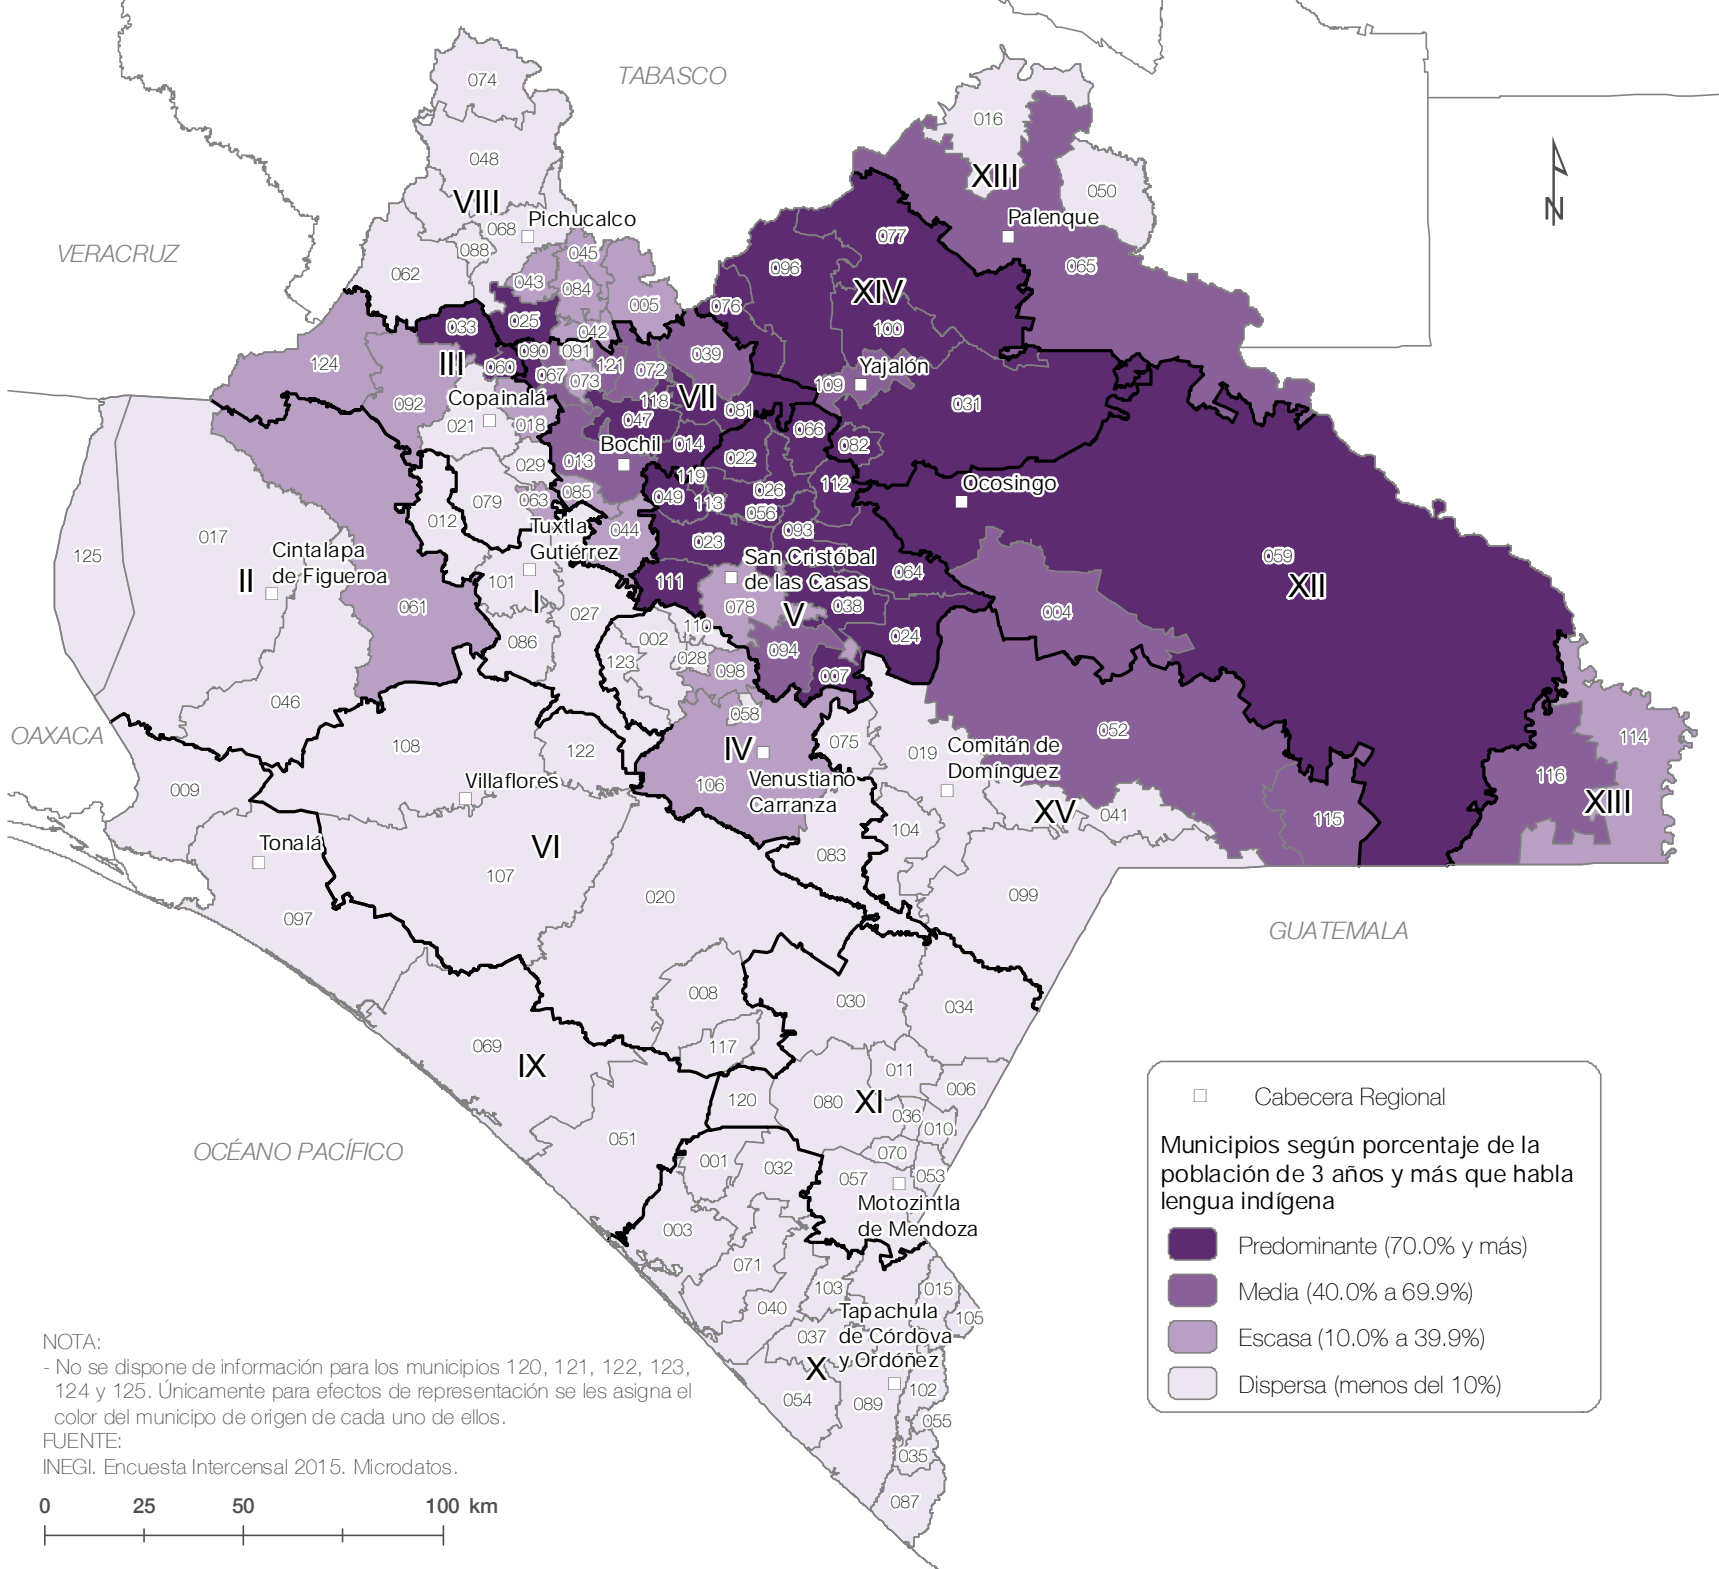 TABASCO
074
016
048
XIII
VIII
050
Pichucalco
Palenque
068
077
VERACRUZ
088
045
096
065
062
043
084
XIV
005
076
033
025
042
100
III
090
091
039
124
060
067
121
072
Yajalón
073
109
VII
092
Copainalá
118
081
031
021
018
047
066
Bochil
014
082
022
029
013
119
112
Ocosingo
079
063
085
049
113
026
056
012
Tuxtla
Gutiérrez
044
093
017
023
San Cristóbal
de las Casas
125
Cintalapa
de Figueroa
059
II
101
111
064
XII
I
061
027
078
038
004
V
086
002
110
024
094
123
028
098
007
046
058
052
OAXACA
108
122
075
019
Comitán de
Domínguez
114
IV
Venustiano
Carranza
116
009
Villaflores
106
XIII
XV
041
115
104
Tonalá
VI
083
107
020
099
097
GUATEMALA
008
030
034
069
117
IX
011
006
120
080
XI
036
010
051
OCÉANO PACÍFICO
001
032
070
057
053
Motozintla
de Mendoza
003
071
103
015
040
105
Tapachula
de Córdova
y Ordóñez
037
X
102
054
089
055
035
087
Cabecera Regional
Municipios según porcentaje de la
población de 3 años y más que habla
lengua indígena
Predominante (70.0% y más)
Media (40.0% a 69.9%)
Escasa (10.0% a 39.9%)
Dispersa (menos del 10%)
NOTA:
- No se dispone de información para los municipios 120, 121, 122, 123,
124 y 125. Únicamente para efectos de representación se les asigna el
color del municipo de origen de cada uno de ellos.
FUENTE:
INEGI. Encuesta Intercensal 2015. Microdatos.
0 25 50 100 km
N